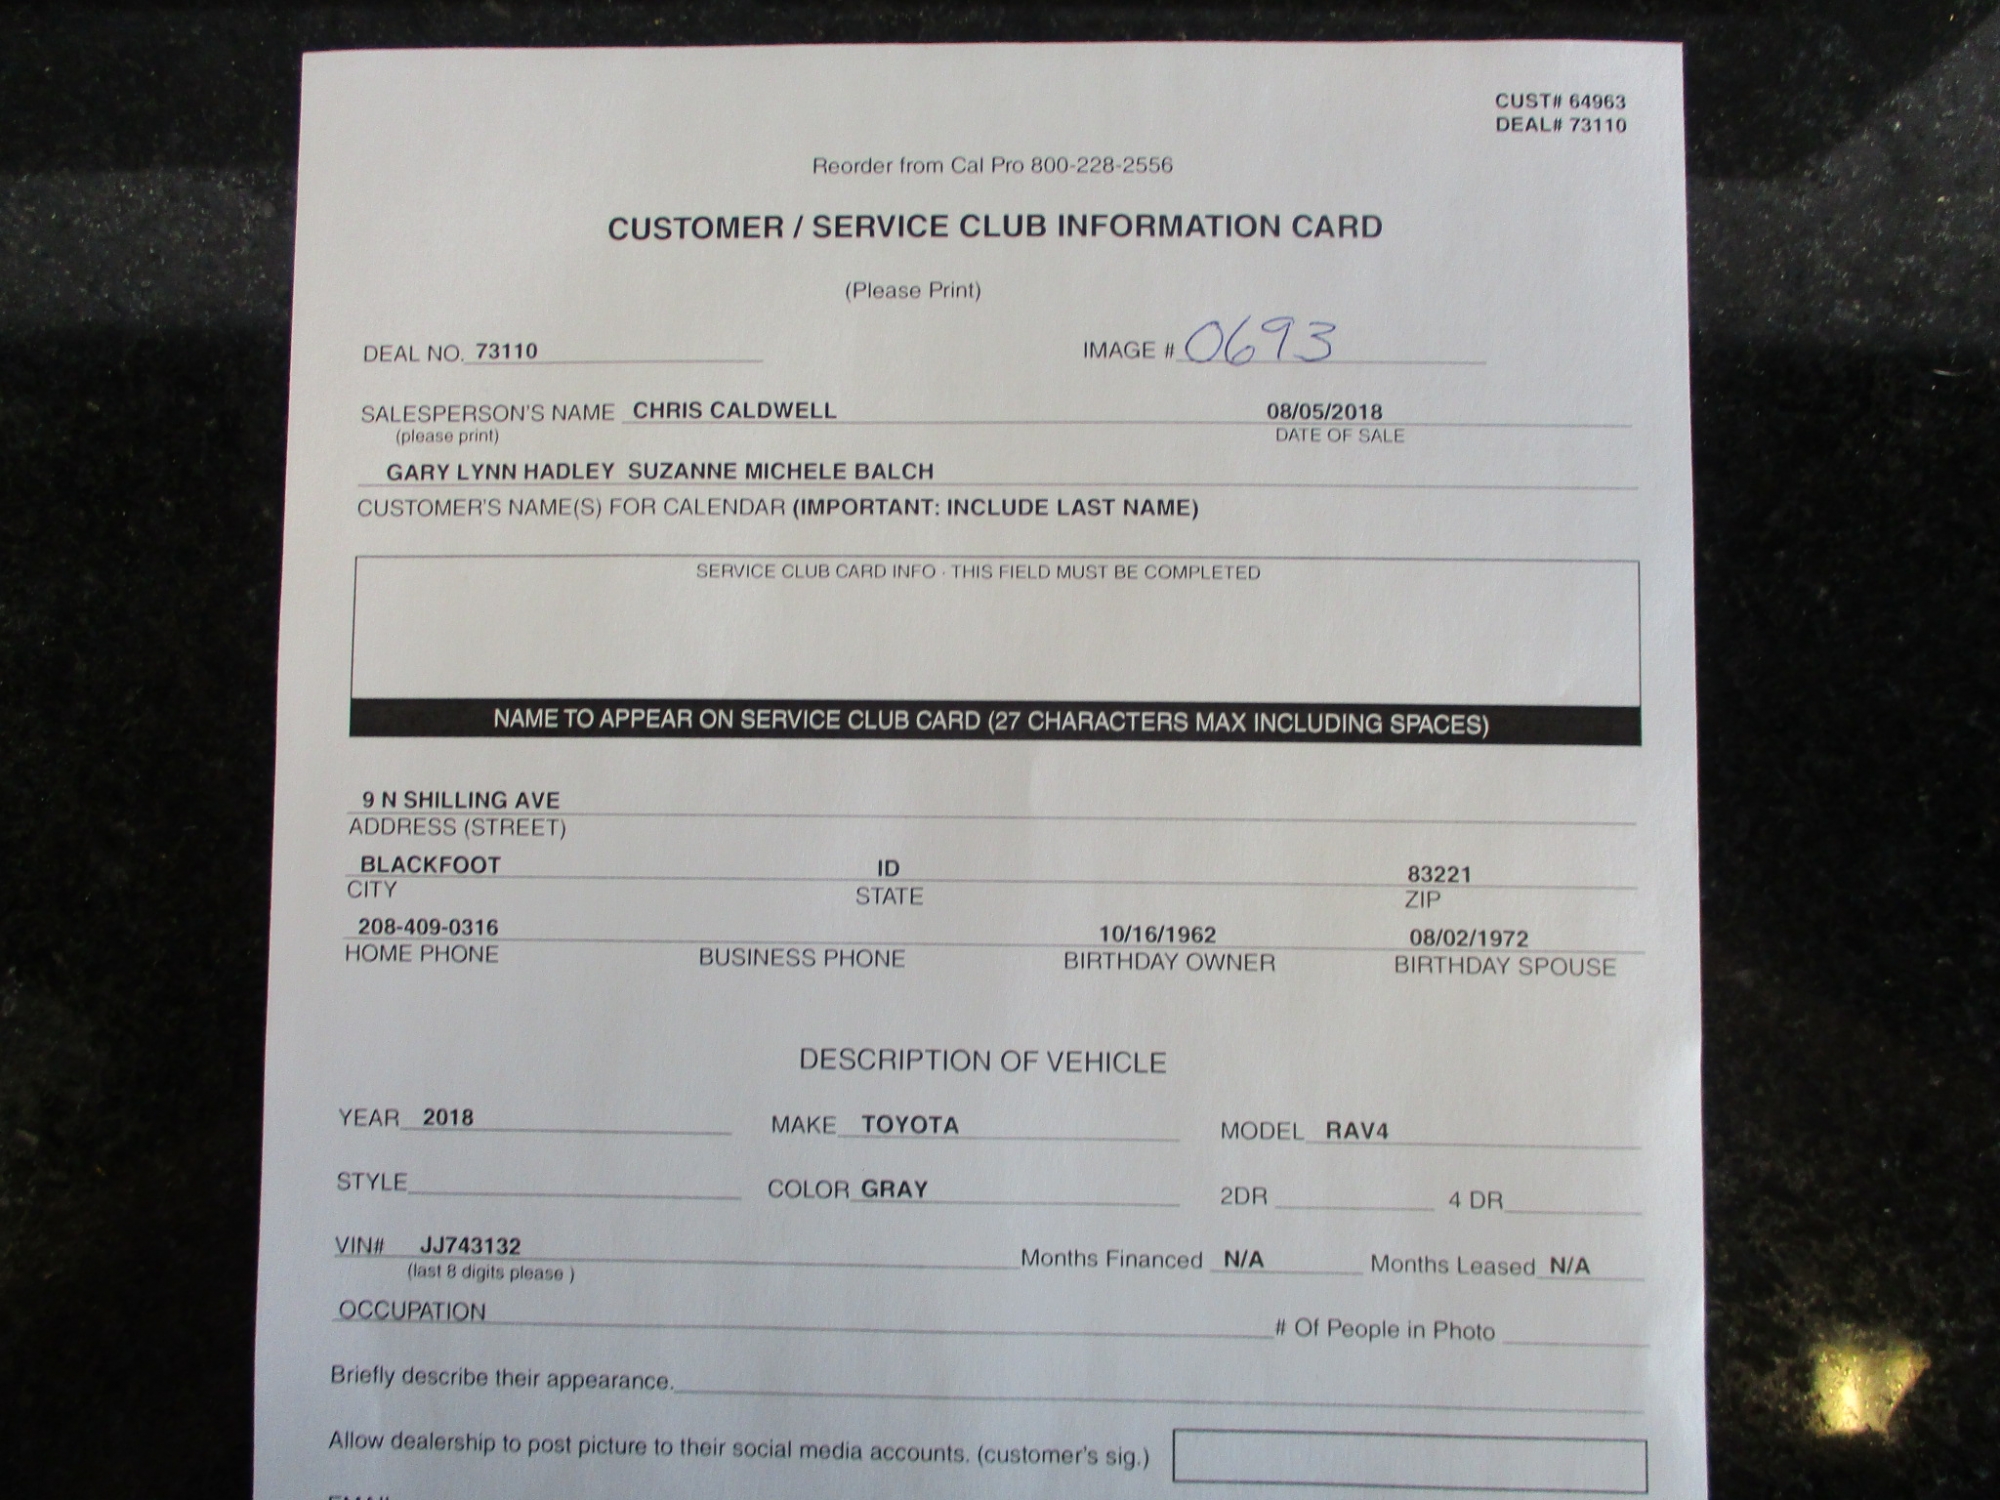 CUST# 64963
DEAL# 73110
Reorder from Cal Pro 800-228-2556
CUSTOMER / SERVICE CLUB INFORMATION CARD
(Please Print)
DEAL NO. 73110 IMAGE # 0693
SALESPERSON'S NAME CHRIS CALDWELL 08/05/2018
(please print) DATE OF SALE
GARY LYNN HADLEY SUZANNE MICHELE BALCH
CUSTOMER'S NAME(S) FOR CALENDAR (IMPORTANT: INCLUDE LAST NAME)
SERVICE CLUB CARD INFO - THIS FIELD MUST BE COMPLETED
NAME TO APPEAR ON SERVICE CLUB CARD (27 CHARACTERS MAX INCLUDING SPACES)
9 N SHILLING AVE
ADDRESS (STREET)
BLACKFOOT ID 83221
CITY STATE ZIP
208-409-0316 10/16/1962 08/02/1972
HOME PHONE BUSINESS PHONE BIRTHDAY OWNER BIRTHDAY SPOUSE
DESCRIPTION OF VEHICLE
YEAR 2018 MAKE TOYOTA MODEL RAV4
STYLE COLOR GRAY 2DR 4 DR
VIN# JJ743132 Months Financed N/A Months Leased N/A
(last 8 digits please )
OCCUPATION # Of People in Photo
Briefly describe their appearance.
Allow dealership to post picture to their social media accounts. (customer's sig.)